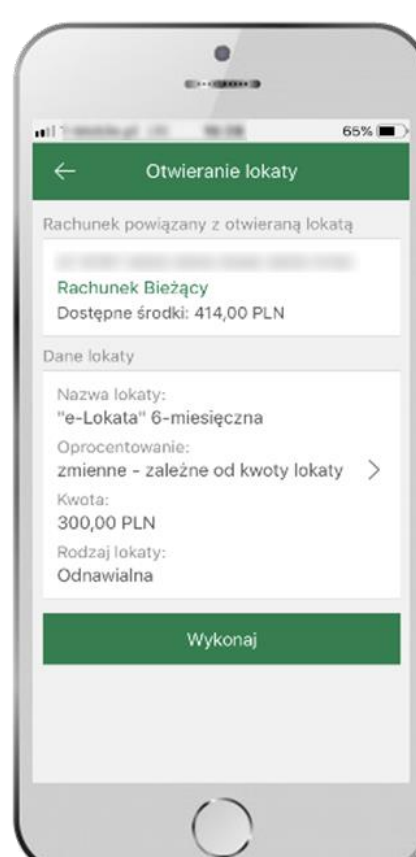 65%
Otwieranie lokaty
Rachunek powiązany z otwieraną lokatą
Rachunek Bieżący
Dostępne środki: 414,00 PLN
Dane lokaty
Nazwa lokaty:
"e-Lokata" 6-miesięczna
Oprocentowanie:
zmienne - zależne od kwoty lokaty
Kwota:
300,00 PLN
Rodzaj lokaty:
Odnawialna
Wykonaj